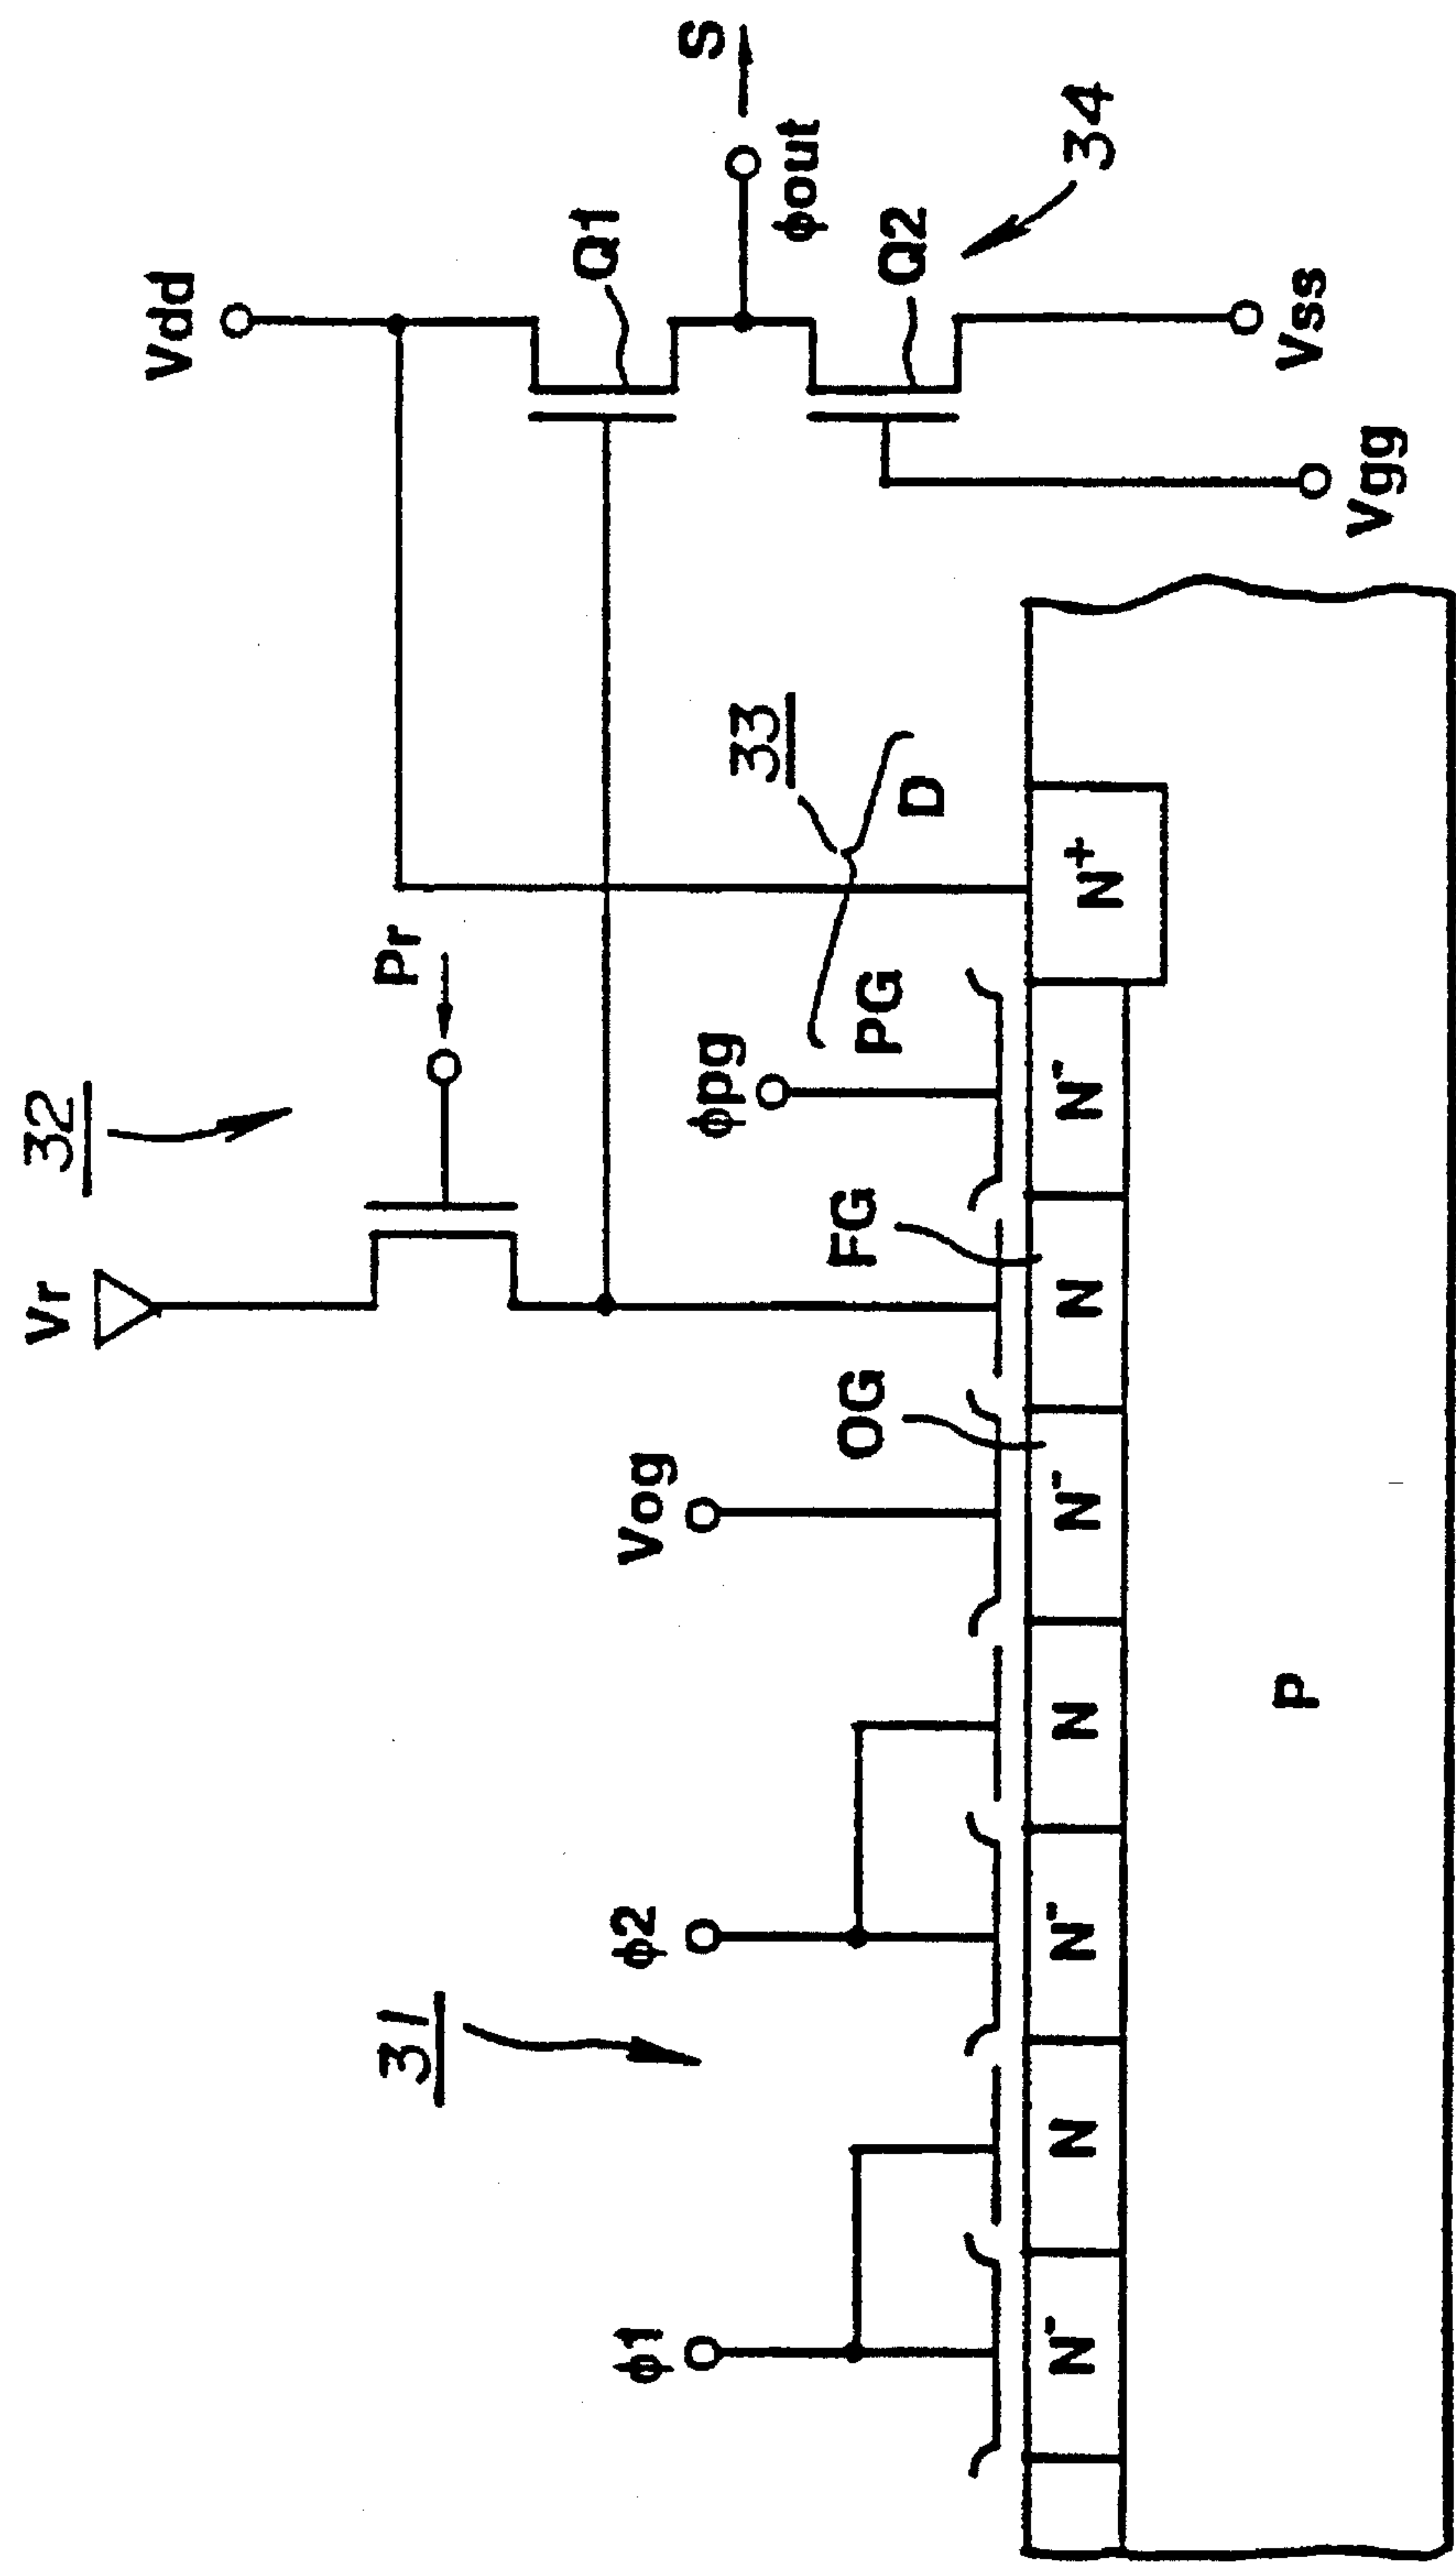 32
Vr
Pr
Vdd
Q1
S
φout
Q2
34
Vss
Vgg
31
φ1
φ2
Vog
OG
FG
φpg
PG
33
D
N⁻
N
N⁻
N
N⁻
N
N⁻
N⁺
P